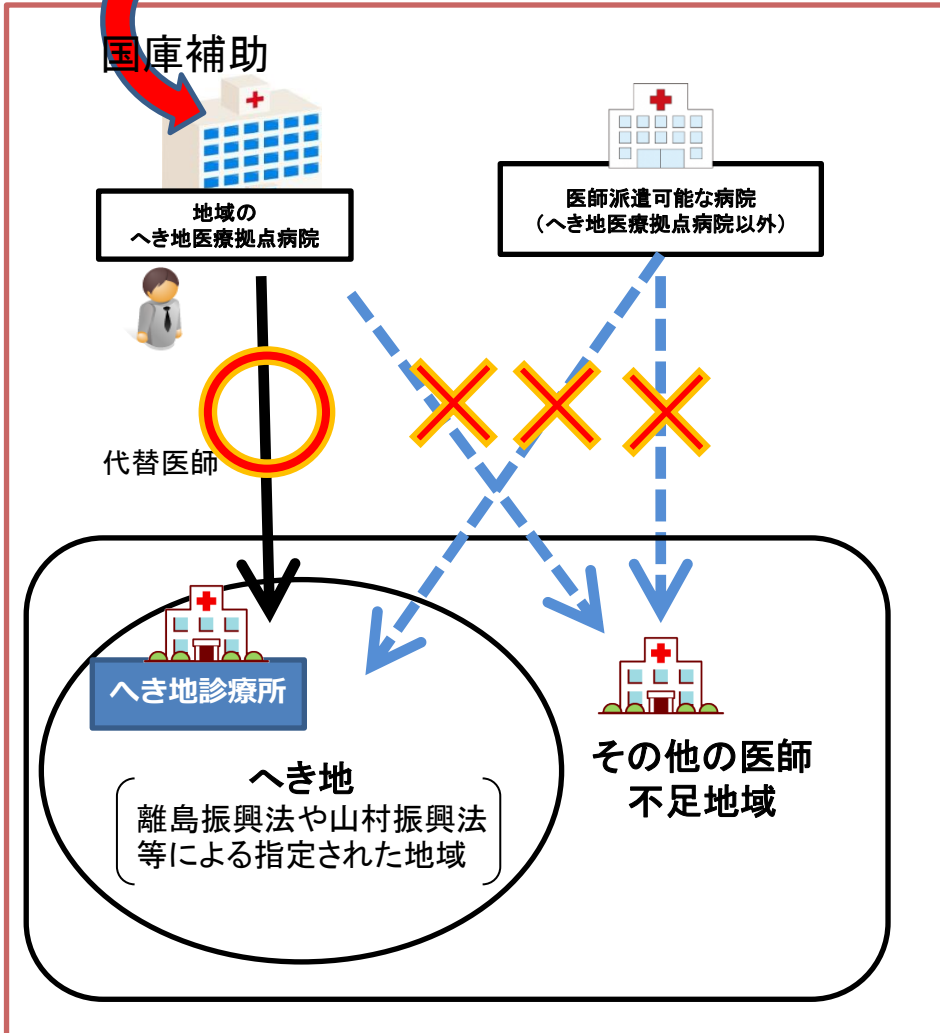 国庫補助
地域の
へき地医療拠点病院
医師派遣可能な病院
（へき地医療拠点病院以外）
代替医師
へき地診療所
へき地
離島振興法や山村振興法
等による指定された地域
その他の医師
不足地域